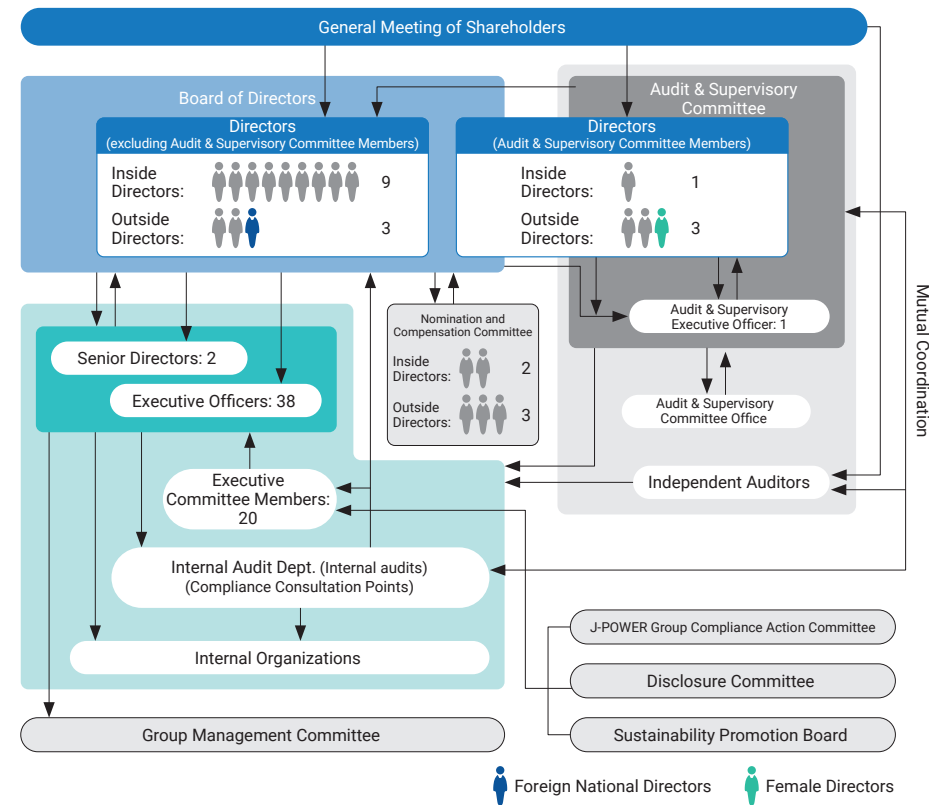 General Meeting of Shareholders
Board of Directors
Audit & Supervisory
Committee
Directors
(excluding Audit & Supervisory Committee Members)
Inside
Directors:
9
Outside
Directors:
3
Directors
(Audit & Supervisory Committee Members)
Inside
Directors:
1
Outside
Directors:
3
Mutual Coordination
Audit & Supervisory
Executive Officer: 1
Nomination and
Compensation Committee
Inside
Directors:
2
Outside
Directors:
3
Senior Directors: 2
Executive Officers: 38
Audit & Supervisory
Committee Office
Executive
Committee Members:
20
Independent Auditors
Internal Audit Dept. (Internal audits)
(Compliance Consultation Points)
Internal Organizations
J-POWER Group Compliance Action Committee
Disclosure Committee
Sustainability Promotion Board
Group Management Committee
Foreign National Directors
Female Directors